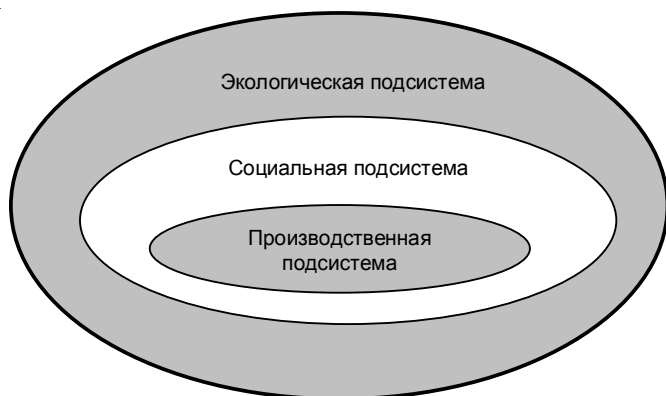 Экологическая подсистема
Социальная подсистема
Производственная
подсистема